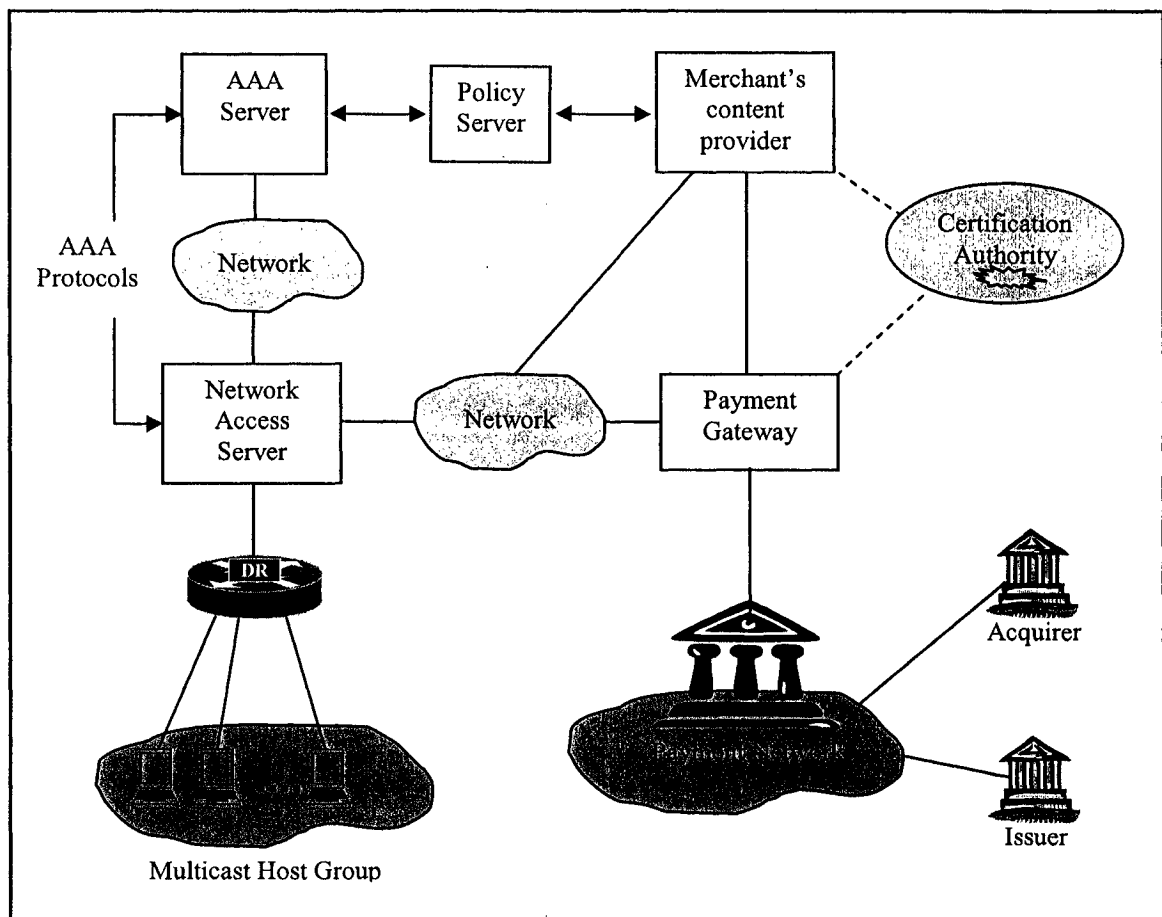 AAA
Server
Policy
Server
Merchant's
content
provider
Certification
Authority
AAA
Protocols
Network
Network
Access
Server
Network
Payment
Gateway
DR
Acquirer
Payment Network
Issuer
Multicast Host Group